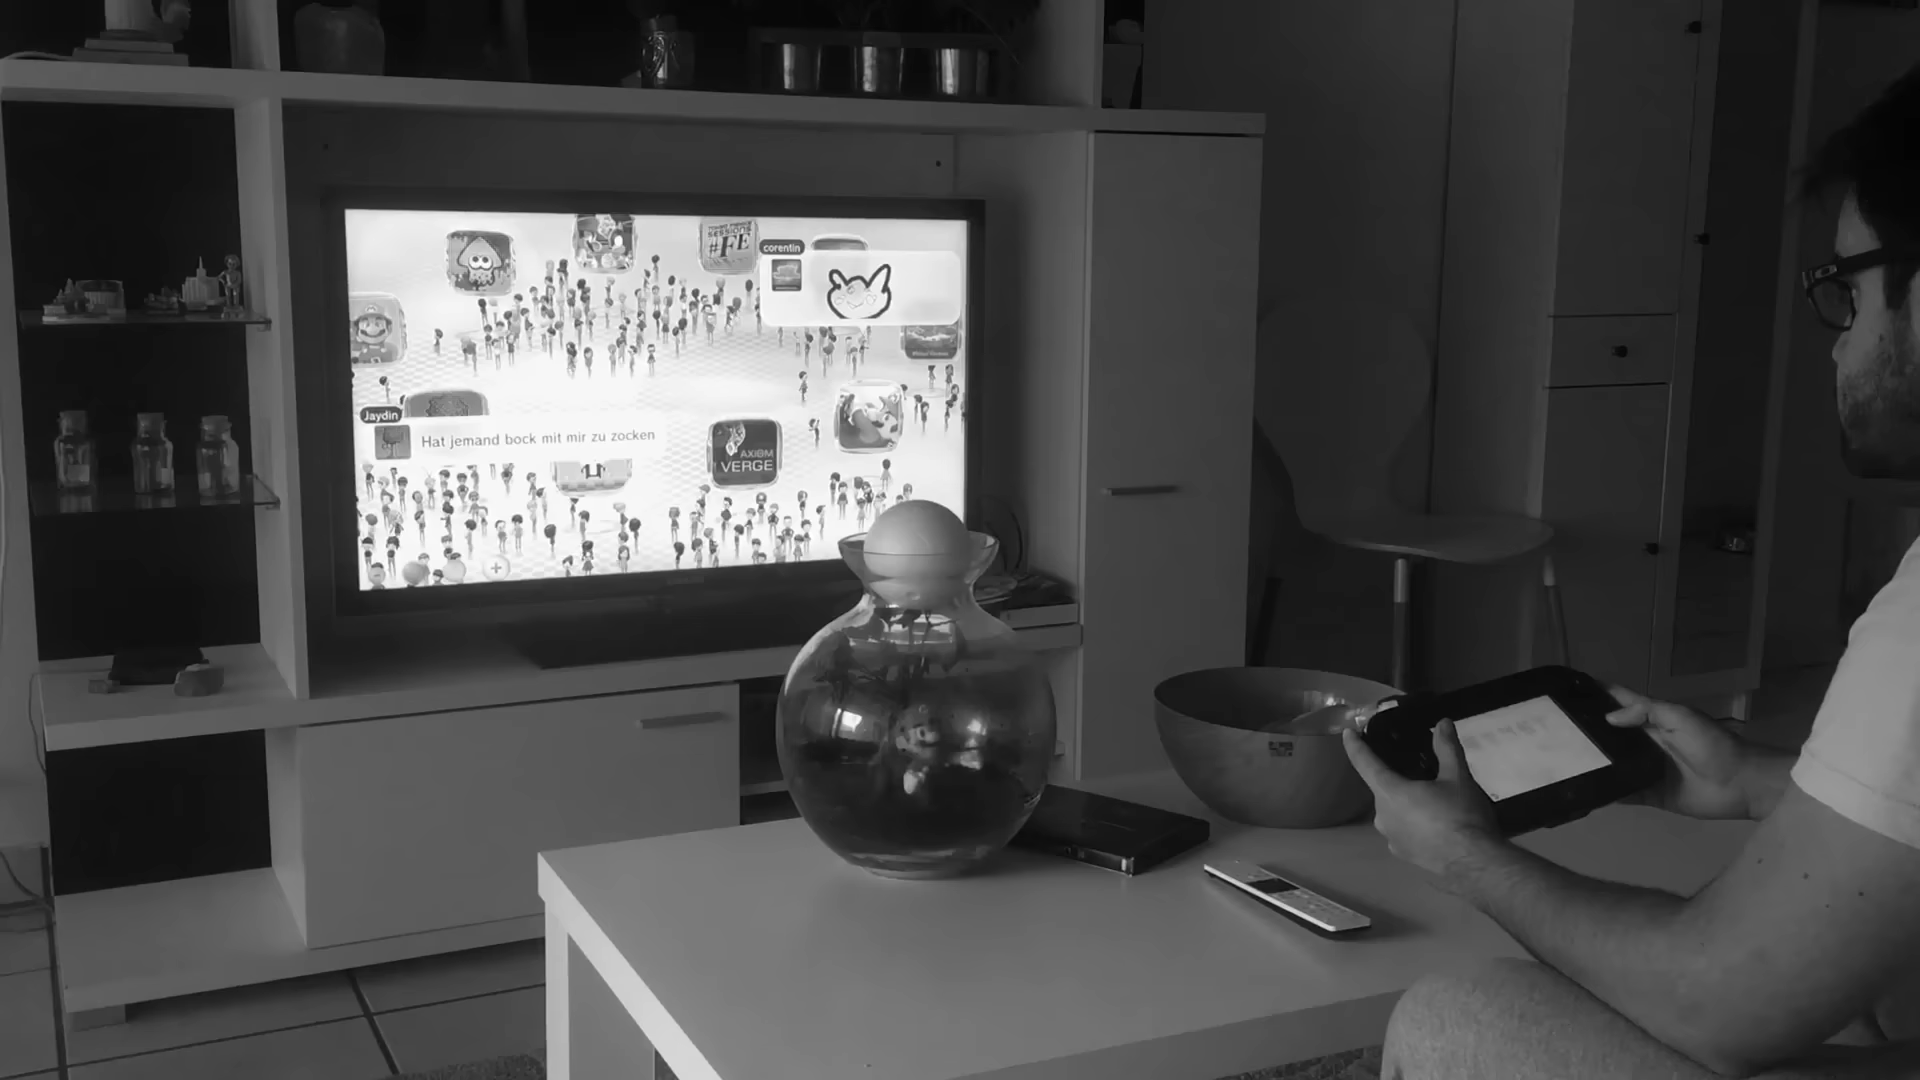 SESSIONS
#FE
corentin
Jaydin
Hat jemand bock mit mir zu zocken
AXIOM
VERGE